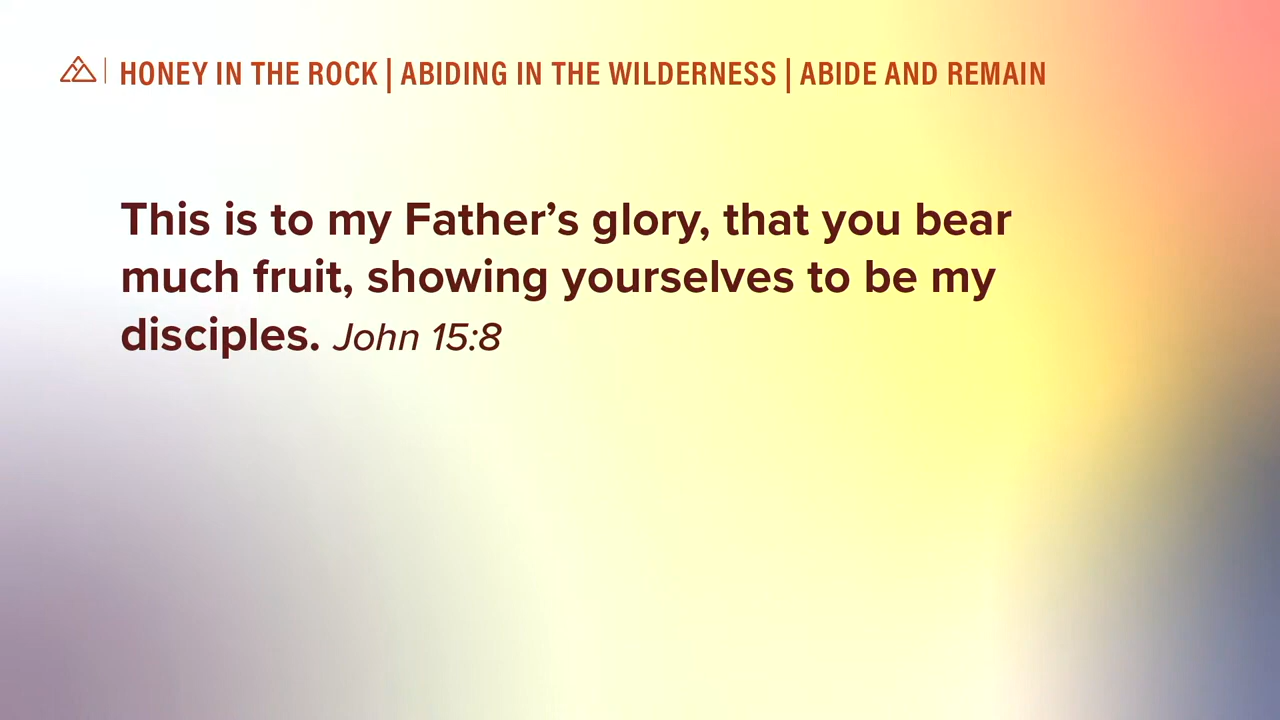 HONEY IN THE ROCK | ABIDING IN THE WILDERNESS | ABIDE AND REMAIN
This is to my Father’s glory, that you bear
much fruit, showing yourselves to be my
disciples. John 15:8